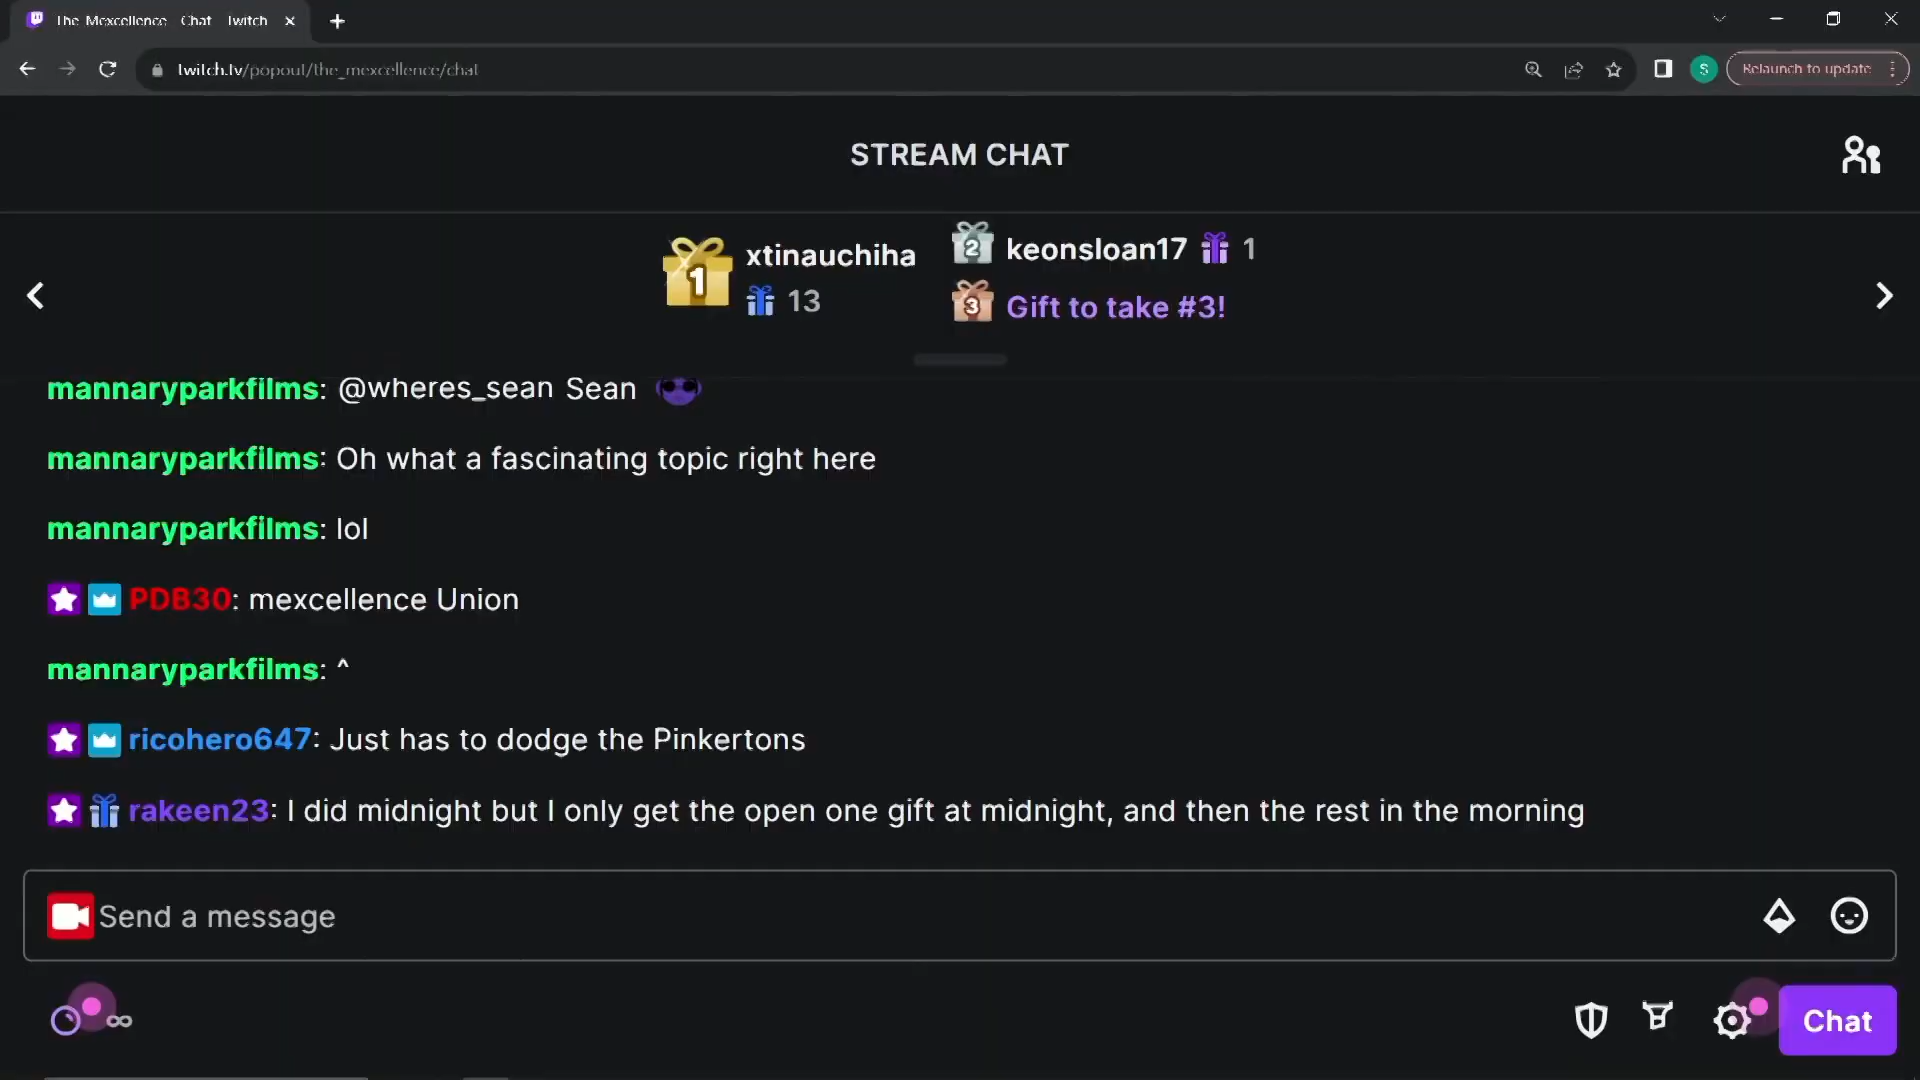 The Mexcellence Chat Twitch
twitch.tv/popout/the_mexcellence/chat
S
Relaunch to update
STREAM CHAT
1 xtinauchiha
13
2 keonsloan17 1
3 Gift to take #3!
mannaryparkfilms: @wheres_sean Sean
mannaryparkfilms: Oh what a fascinating topic right here
mannaryparkfilms: lol
PDB30: mexcellence Union
mannaryparkfilms: ^
ricohero647: Just has to dodge the Pinkertons
rakeen23: I did midnight but I only get the open one gift at midnight, and then the rest in the morning
Send a message
∞
Chat